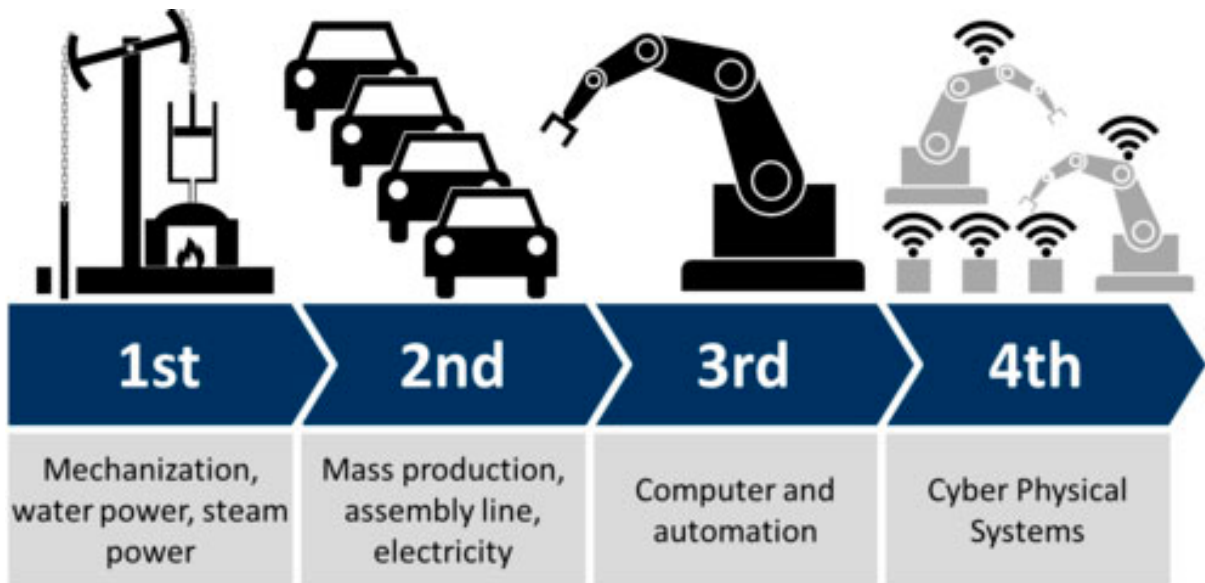 1st
2nd
3rd
4th
Mechanization,
water power, steam
power
Mass production,
assembly line,
electricity
Computer and
automation
Cyber Physical
Systems